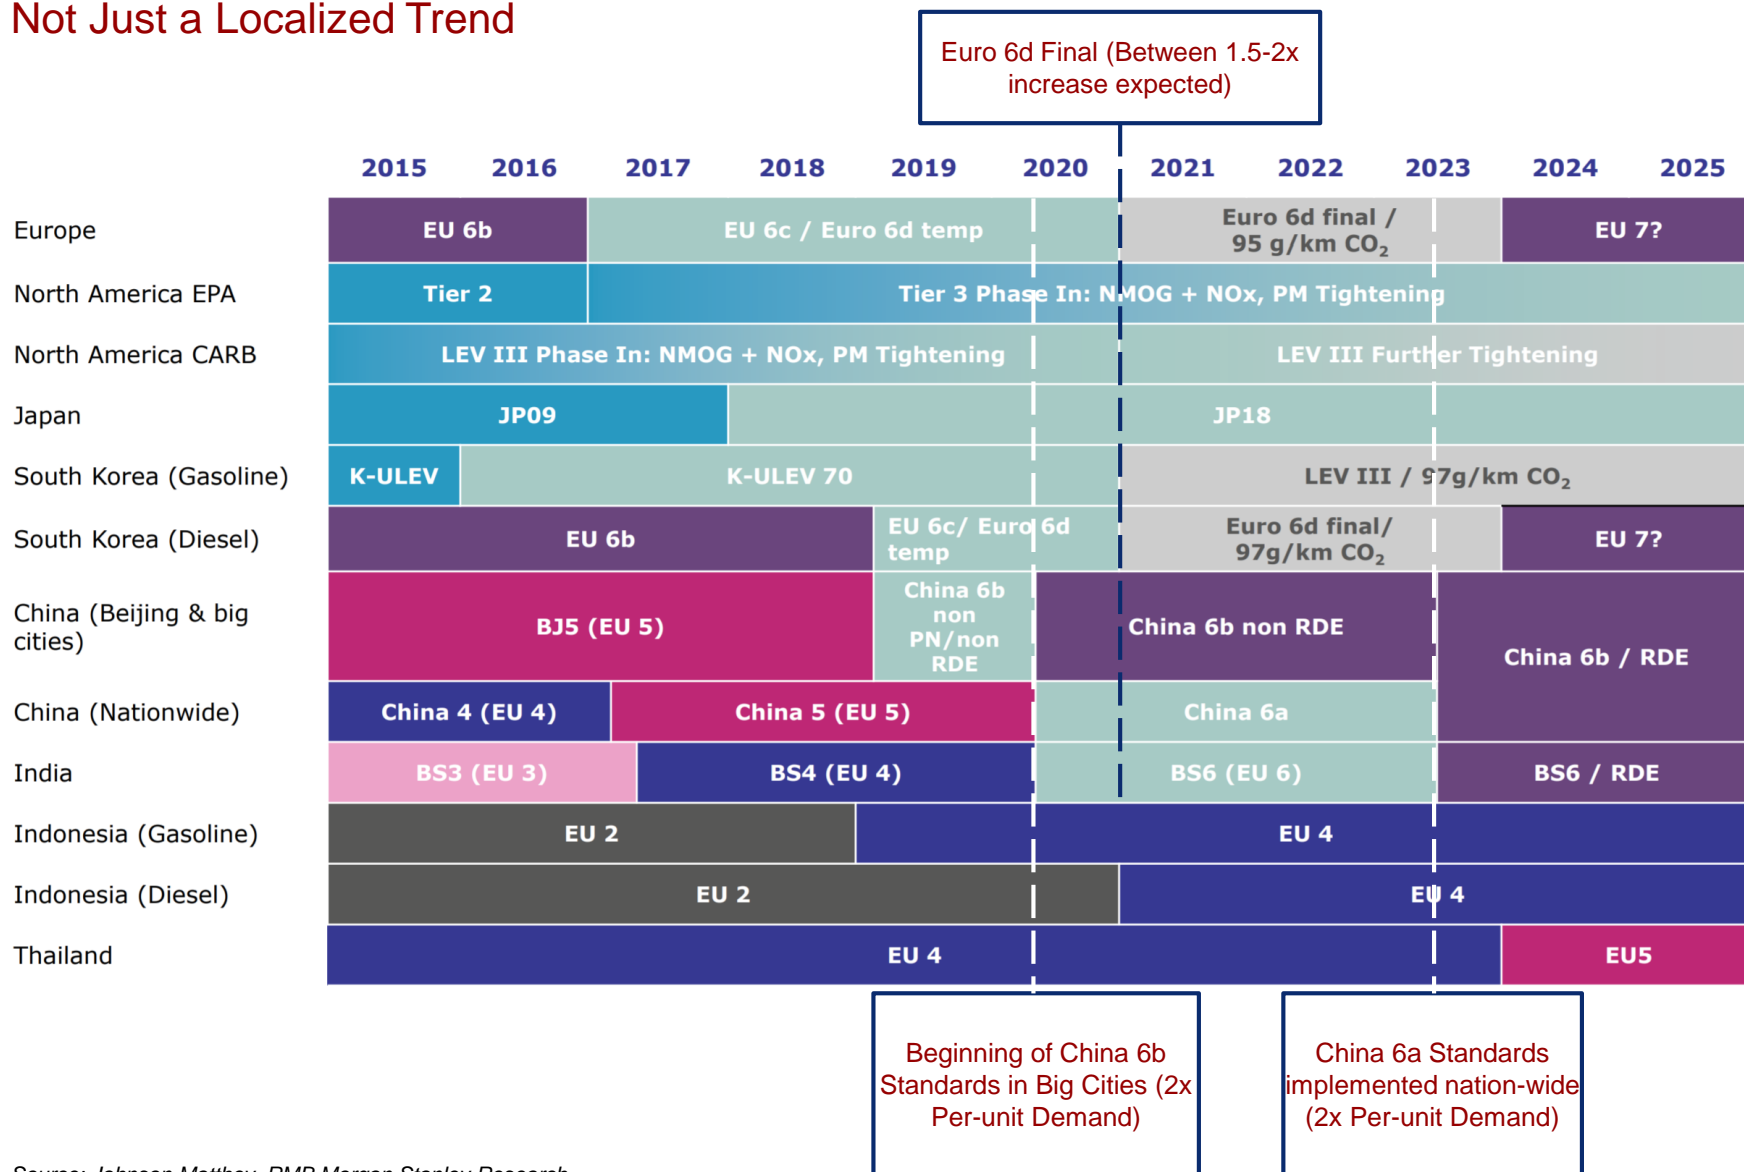 Not Just a Localized Trend
Euro 6d Final (Between 1.5-2x
increase expected)
2015 2016 2017 2018 2019 2020 2021 2022 2023 2024 2025
Europe
EU 6b
EU 6c / Euro 6d temp
Euro 6d final /
95 g/km CO₂
EU 7?
North America EPA
Tier 2
Tier 3 Phase In: NMOG + NOx, PM Tightening
North America CARB
LEV III Phase In: NMOG + NOx, PM Tightening
LEV III Further Tightening
Japan
JP09
JP18
South Korea (Gasoline)
K-ULEV
K-ULEV 70
LEV III / 97g/km CO₂
South Korea (Diesel)
EU 6b
EU 6c/ Euro 6d
temp
Euro 6d final/
97g/km CO₂
EU 7?
China (Beijing & big
cities)
BJ5 (EU 5)
China 6b
non
PN/non
RDE
China 6b non RDE
China 6b / RDE
China (Nationwide)
China 4 (EU 4)
China 5 (EU 5)
China 6a
India
BS3 (EU 3)
BS4 (EU 4)
BS6 (EU 6)
BS6 / RDE
Indonesia (Gasoline)
EU 2
EU 4
Indonesia (Diesel)
EU 2
EU 4
Thailand
EU 4
EU5
Beginning of China 6b
Standards in Big Cities (2x
Per-unit Demand)
China 6a Standards
implemented nation-wide
(2x Per-unit Demand)
Source: Johnson Matthey, RMB Morgan Stanley Research